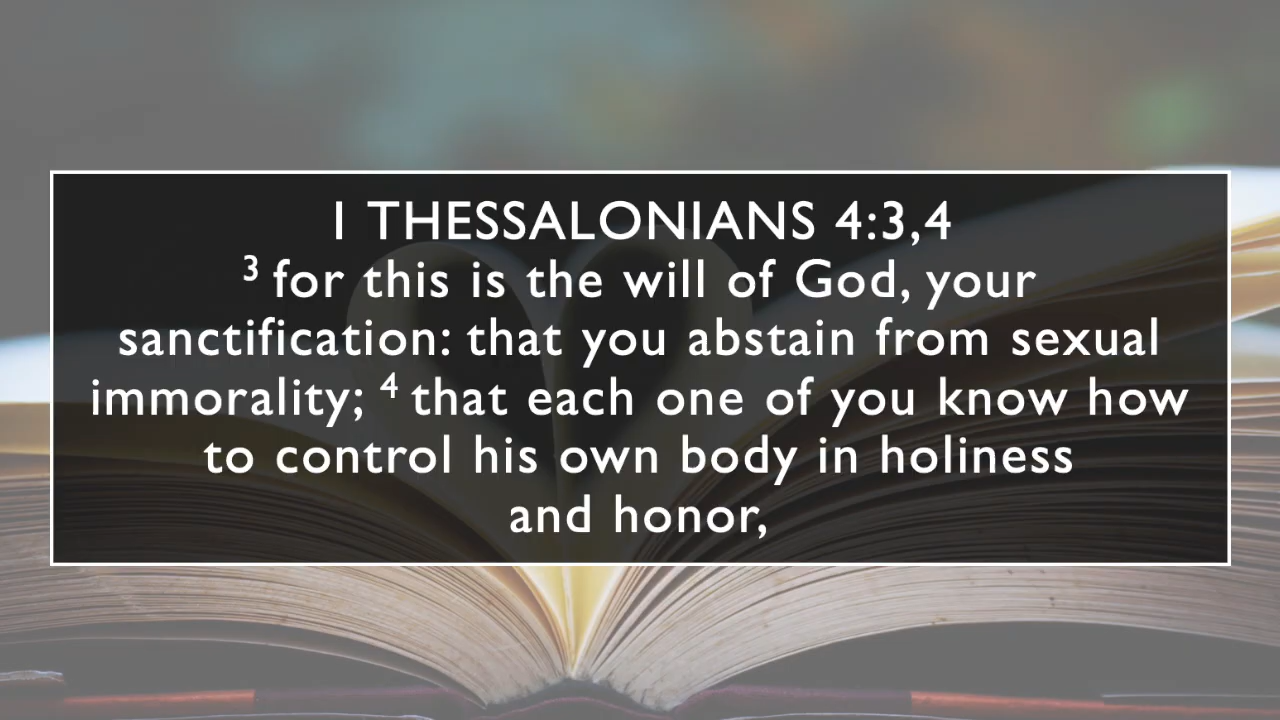 1 THESSALONIANS 4:3,4
3 for this is the will of God, your
sanctification: that you abstain from sexual
immorality; 4 that each one of you know how
to control his own body in holiness
and honor,